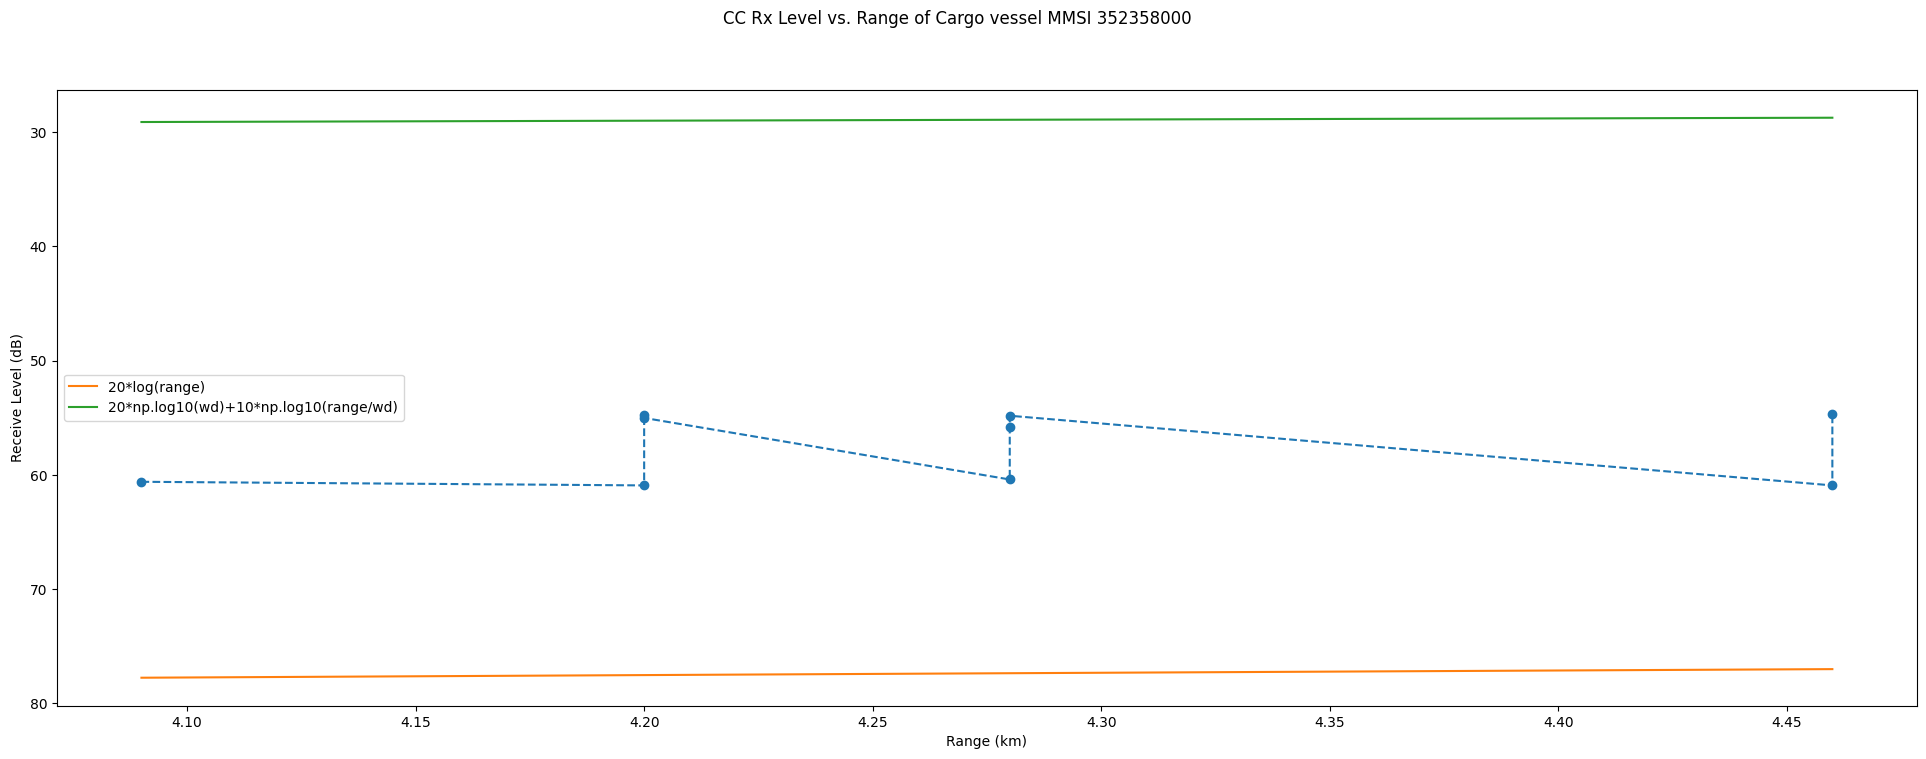 CC Rx Level vs. Range of Cargo vessel MMSI 352358000
30
40
50
60
70
80
Receive Level (dB)
20*log(range)
20*np.log10(wd)+10*np.log10(range/wd)
4.10 4.15 4.20 4.25 4.30 4.35 4.40 4.45
Range (km)